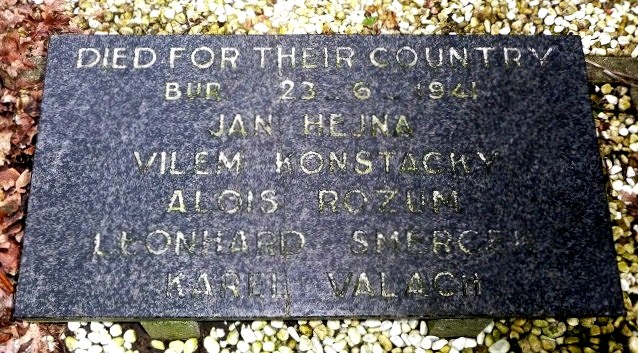 DIED FOR THEIR COUNTRY
BUR. 23. 6. 1941
JAN HEJNA
VILEM KONSTACKY
ALOIS ROZUM
LEONHARD SMERCEK
KAREL VALACH